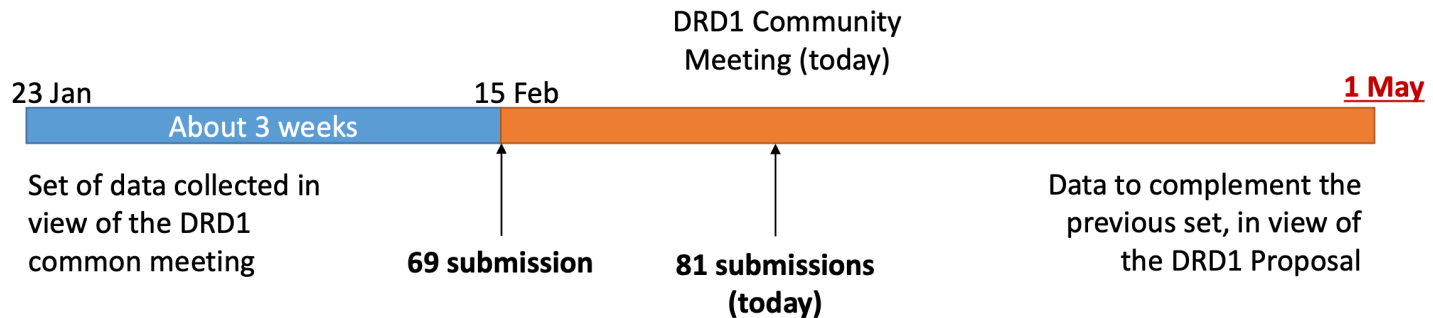 DRD1 Community
Meeting (today)
23 Jan
15 Feb
1 May
About 3 weeks
Set of data collected in
view of the DRD1
common meeting
69 submission
81 submissions
(today)
Data to complement the
previous set, in view of
the DRD1 Proposal